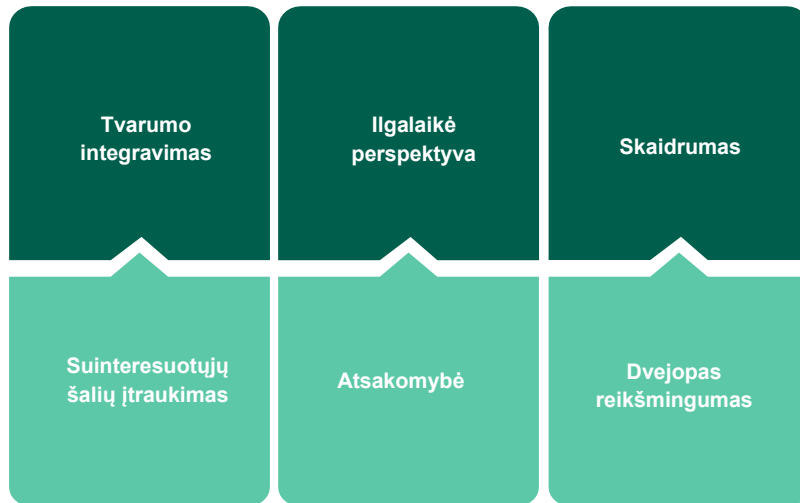 Tvarumo
integravimas
Ilgalaikė
perspektyva
Skaidrumas
Suinteresuotųjų
šalių įtraukimas
Atsakomybė
Dvejopas
reikšmingumas